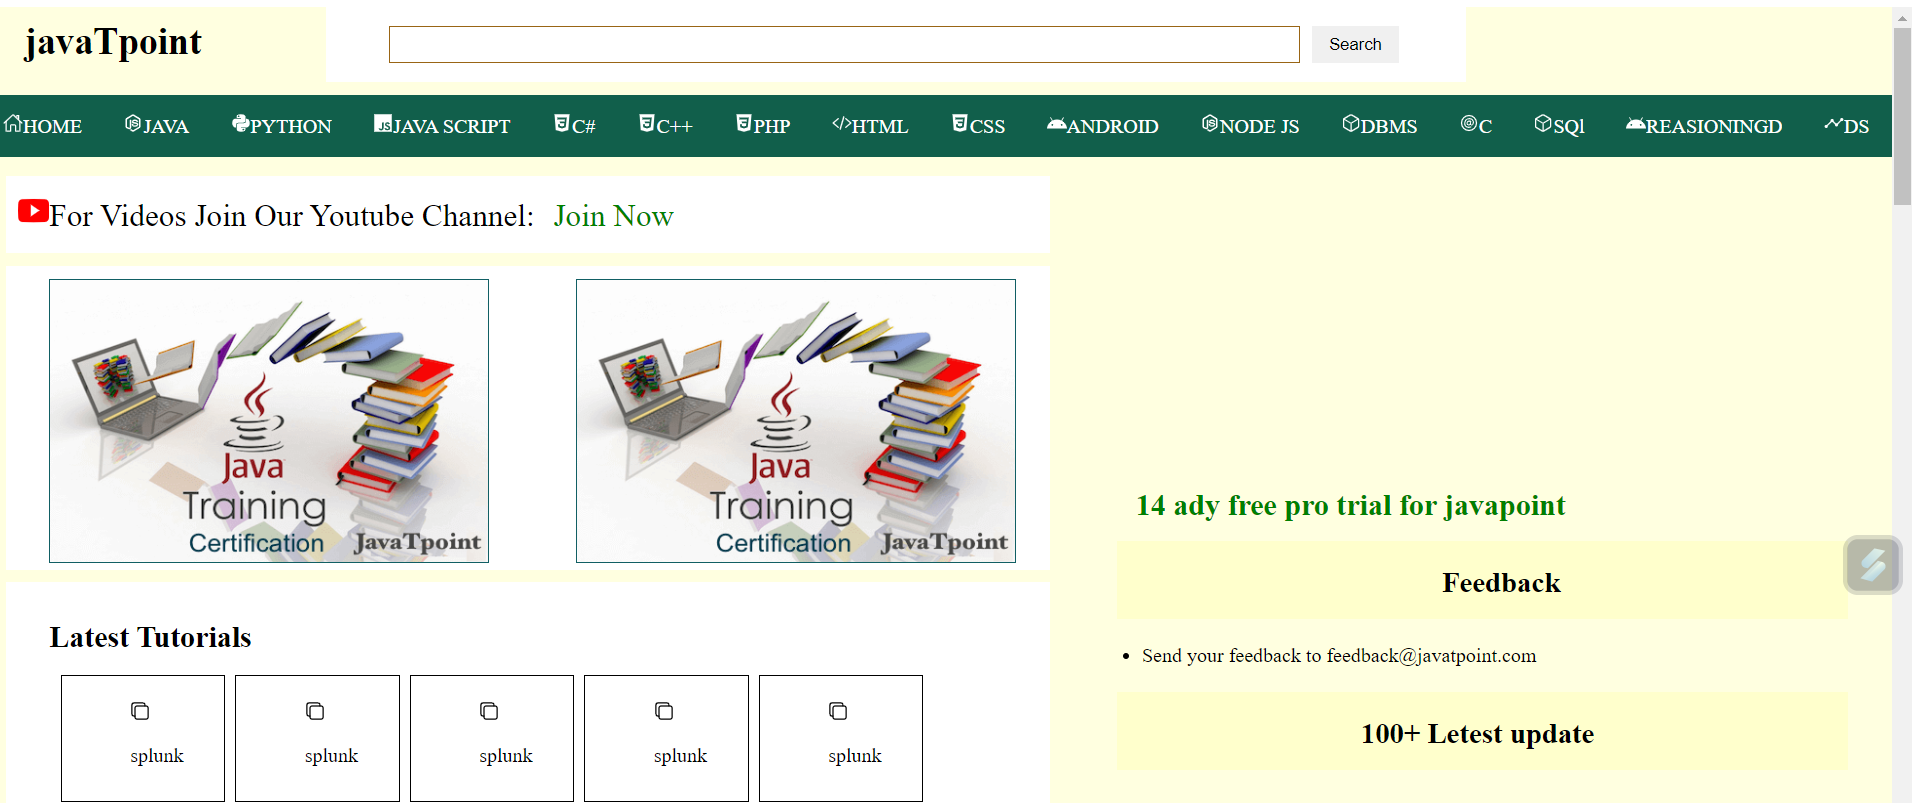 javaTpoint
Search
HOME JAVA PYTHON JAVA SCRIPT C# C++ PHP HTML CSS ANDROID NODE JS DBMS C SQl REASIONINGD DS
For Videos Join Our Youtube Channel: Join Now
Java
Training
Certification
JavaTpoint
Java
Training
Certification
JavaTpoint
Latest Tutorials
splunk splunk splunk splunk splunk
14 ady free pro trial for javapoint
Feedback
Send your feedback to feedback@javatpoint.com
100+ Letest update